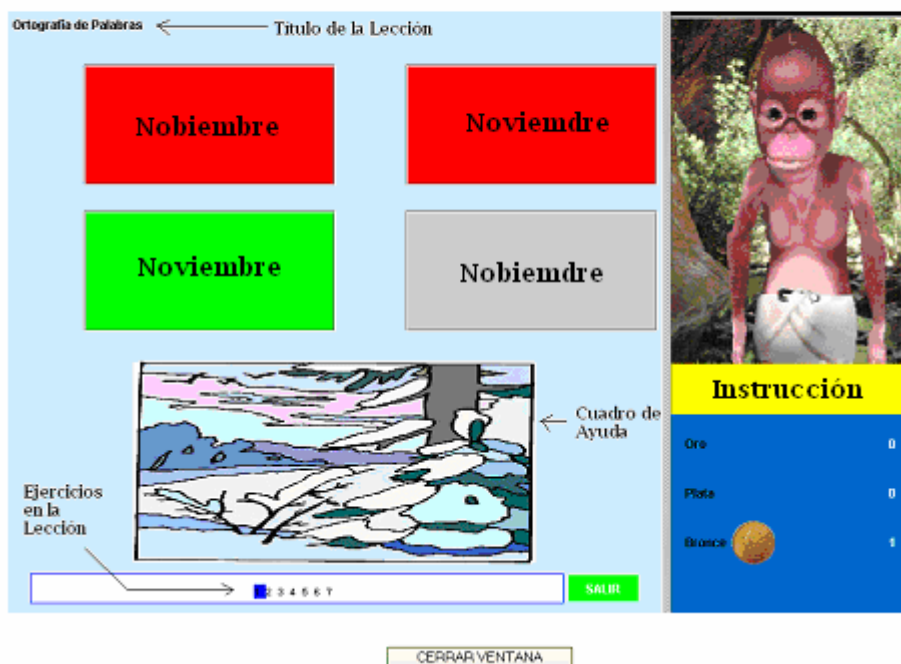 Ortografía de Palabras
Título de la Lección
Nobiembre
Noviemdre
Noviembre
Nobiemdre
Instrucción
Cuadro de
Ayuda
Oro 0
Plata 0
Bronce 1
Ejercicios
en la
Lección
2 3 4 5 6 7
SALIR
CERRAR VENTANA